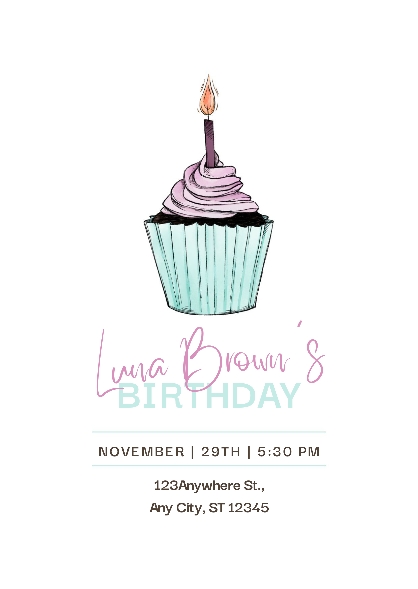 Luna Brown's
BIRTHDAY
NOVEMBER | 29TH | 5:30 PM
123Anywhere St.,
Any City, ST 12345